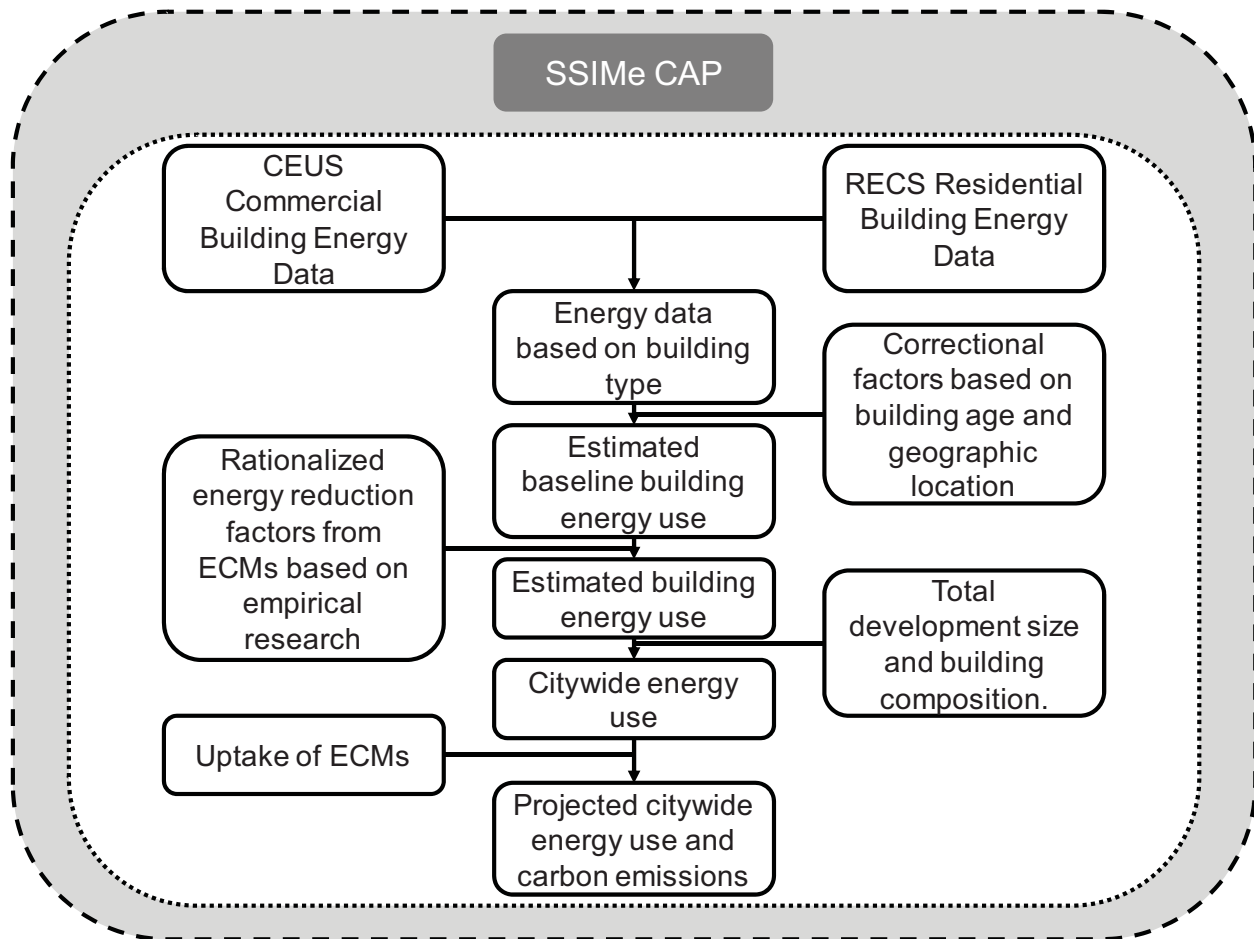 SSIMe CAP
CEUS
Commercial
Building Energy
Data
RECS Residential
Building Energy
Data
Energy data
based on building
type
Correctional
factors based on
building age and
geographic
location
Estimated
baseline building
energy use
Rationalized
energy reduction
factors from
ECMs based on
empirical
research
Estimated building
energy use
Total
development size
and building
composition.
Citywide energy
use
Uptake of ECMs
Projected citywide
energy use and
carbon emissions